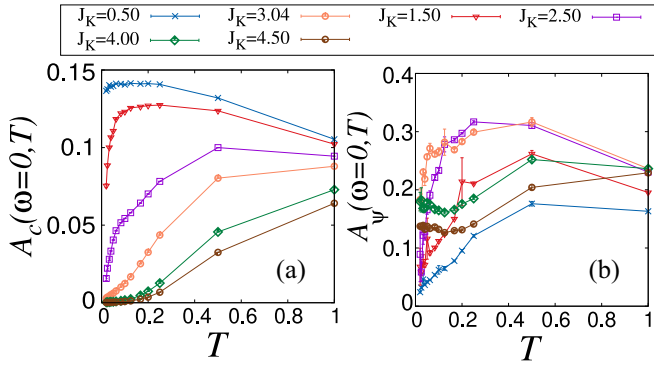 J_K=0.50 J_K=3.04 J_K=1.50 J_K=2.50
J_K=4.00 J_K=4.50
0.15
0.1
0.05
0
A_c(ω=0,T)
(a)
0 0.2 0.4 0.6 0.8 1
T
0.4
0.3
0.2
0.1
0
A_ψ(ω=0,T)
(b)
0 0.2 0.4 0.6 0.8 1
T